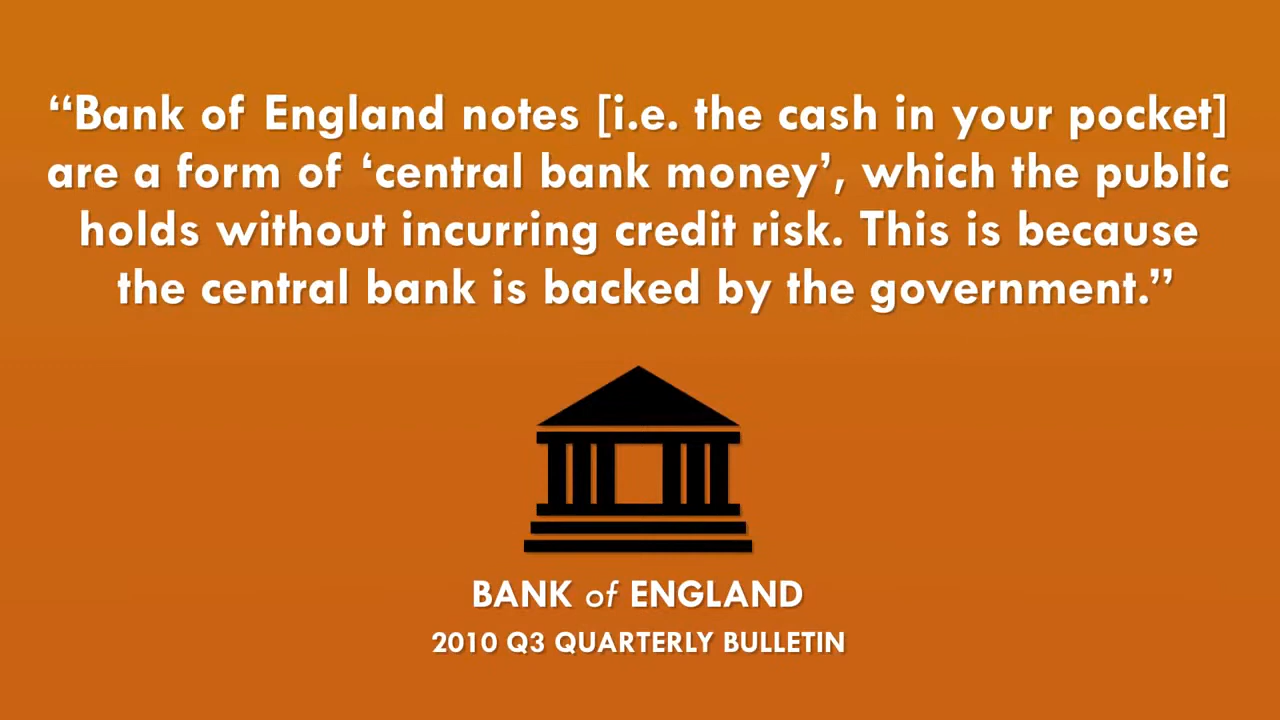 “Bank of England notes [i.e. the cash in your pocket]
are a form of ‘central bank money’, which the public
holds without incurring credit risk. This is because
the central bank is backed by the government.”
BANK of ENGLAND
2010 Q3 QUARTERLY BULLETIN